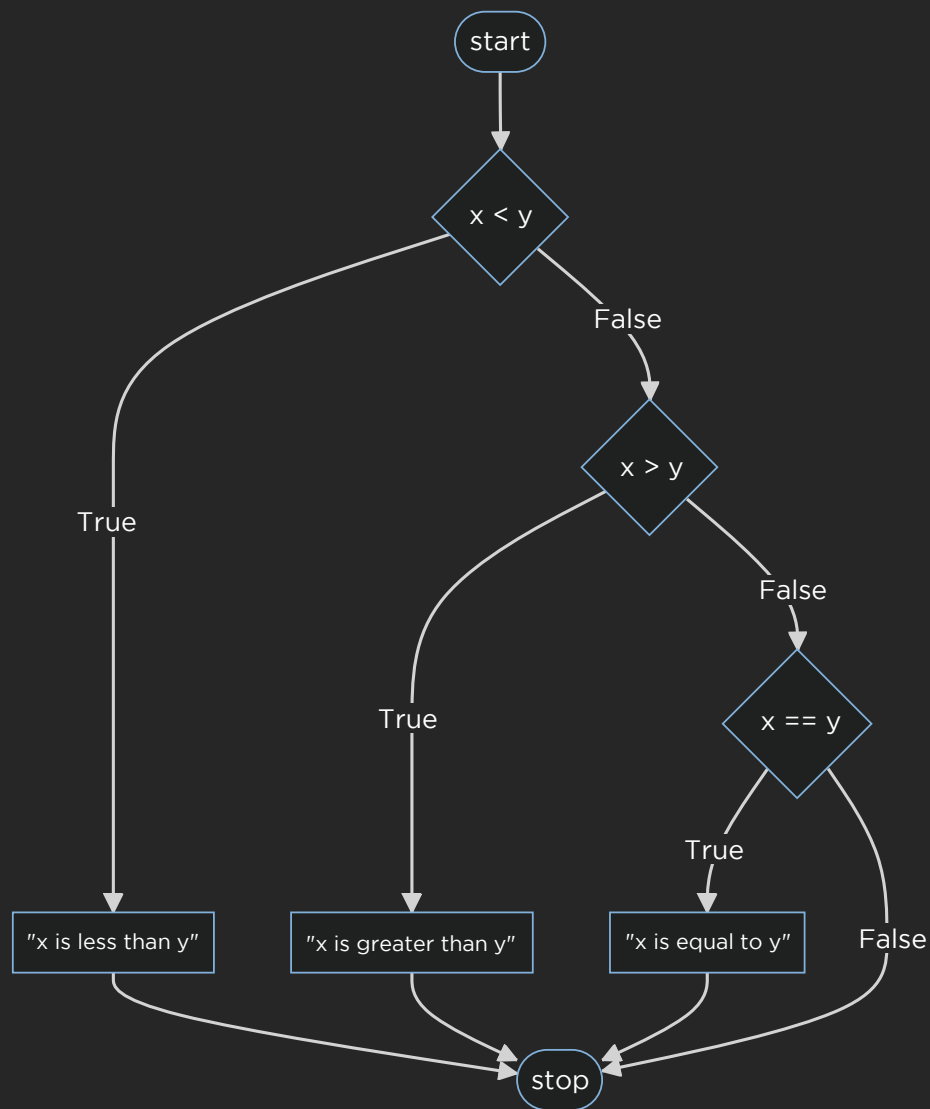 start
x < y
False
x > y
True
False
True
x == y
True
"x is less than y"
"x is greater than y"
"x is equal to y"
False
stop